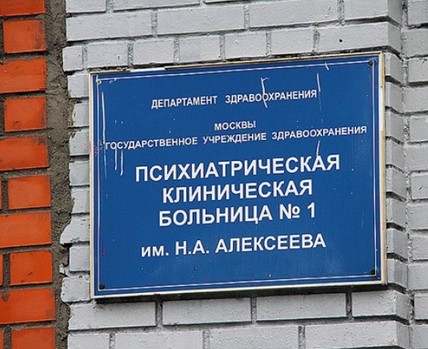 ДЕПАРТАМЕНТ ЗДРАВООХРАНЕНИЯ
МОСКВЫ
ГОСУДАРСТВЕННОЕ УЧРЕЖДЕНИЕ ЗДРАВООХРАНЕНИЯ
ПСИХИАТРИЧЕСКАЯ
КЛИНИЧЕСКАЯ
БОЛЬНИЦА № 1
ИМ. Н.А. АЛЕКСЕЕВА